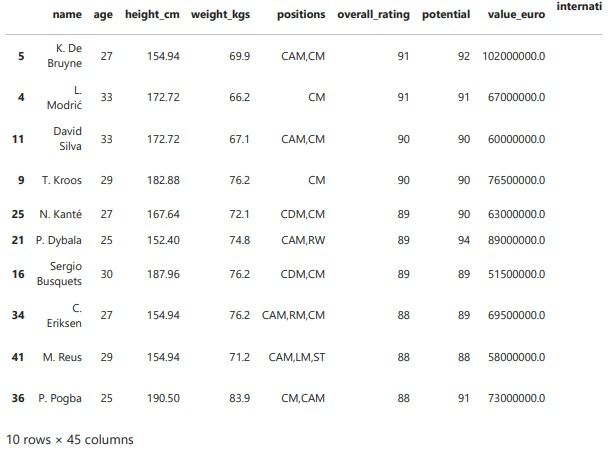 name age height_cm weight_kgs positions overall_rating potential value_euro internati
5 K. De Bruyne 27 154.94 69.9 CAM,CM 91 92 102000000.0
4 L. Modrić 33 172.72 66.2 CM 91 91 67000000.0
11 David Silva 33 172.72 67.1 CAM,CM 90 90 60000000.0
9 T. Kroos 29 182.88 76.2 CM 90 90 76500000.0
25 N. Kanté 27 167.64 72.1 CDM,CM 89 90 63000000.0
21 P. Dybala 25 152.40 74.8 CAM,RW 89 94 89000000.0
16 Sergio Busquets 30 187.96 76.2 CDM,CM 89 89 51500000.0
34 C. Eriksen 27 154.94 76.2 CAM,RM,CM 88 89 69500000.0
41 M. Reus 29 154.94 71.2 CAM,LM,ST 88 88 58000000.0
36 P. Pogba 25 190.50 83.9 CM,CAM 88 91 73000000.0
10 rows × 45 columns